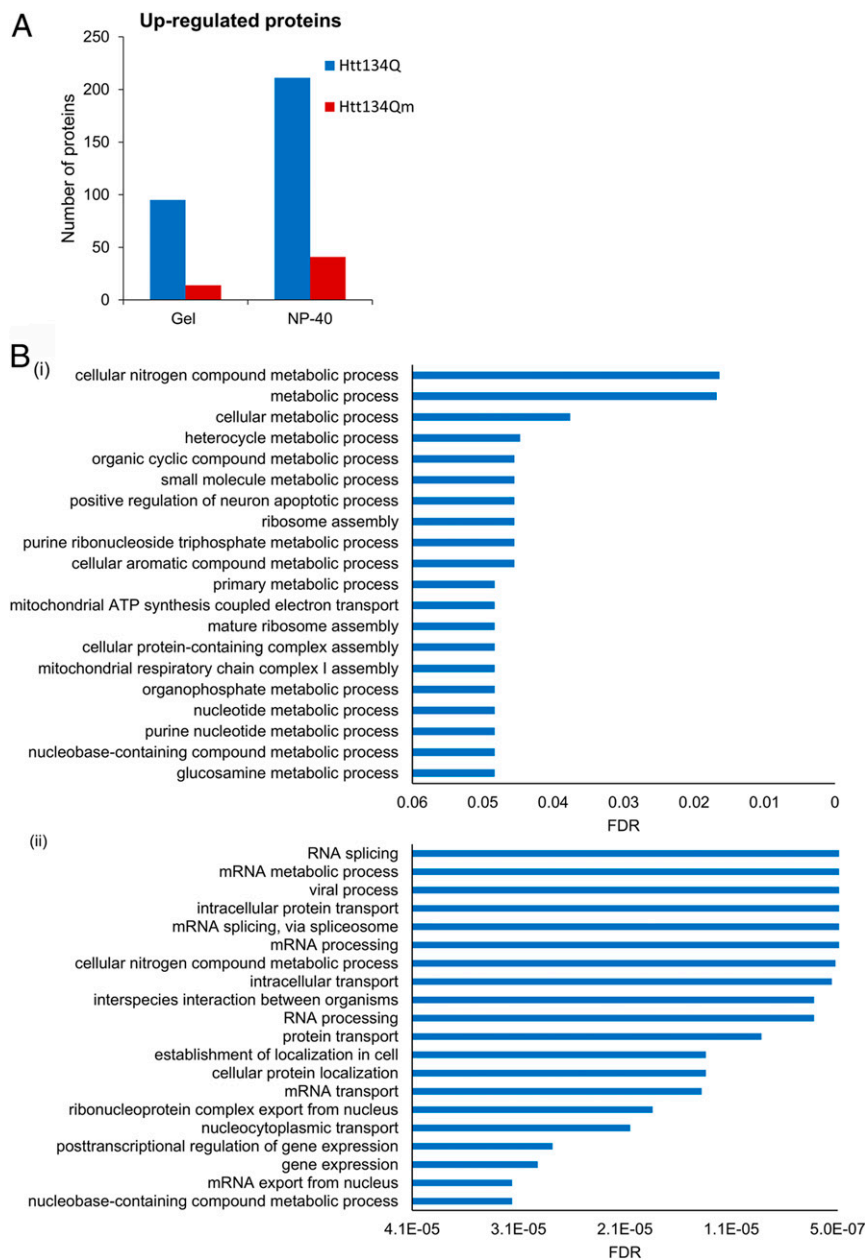 A
Up-regulated proteins
250
200
150
100
50
0
Number of proteins
Htt134Q
Htt134Qm
Gel
NP-40
B
(i)
cellular nitrogen compound metabolic process
metabolic process
cellular metabolic process
heterocycle metabolic process
organic cyclic compound metabolic process
small molecule metabolic process
positive regulation of neuron apoptotic process
ribosome assembly
purine ribonucleoside triphosphate metabolic process
cellular aromatic compound metabolic process
primary metabolic process
mitochondrial ATP synthesis coupled electron transport
mature ribosome assembly
cellular protein-containing complex assembly
mitochondrial respiratory chain complex I assembly
organophosphate metabolic process
nucleotide metabolic process
purine nucleotide metabolic process
nucleobase-containing compound metabolic process
glucosamine metabolic process
0.06 0.05 0.04 0.03 0.02 0.01 0
FDR
(ii)
RNA splicing
mRNA metabolic process
viral process
intracellular protein transport
mRNA splicing, via spliceosome
mRNA processing
cellular nitrogen compound metabolic process
intracellular transport
interspecies interaction between organisms
RNA processing
protein transport
establishment of localization in cell
cellular protein localization
mRNA transport
ribonucleoprotein complex export from nucleus
nucleocytoplasmic transport
posttranscriptional regulation of gene expression
gene expression
mRNA export from nucleus
nucleobase-containing compound metabolic process
4.1E-05 3.1E-05 2.1E-05 1.1E-05 5.0E-07
FDR